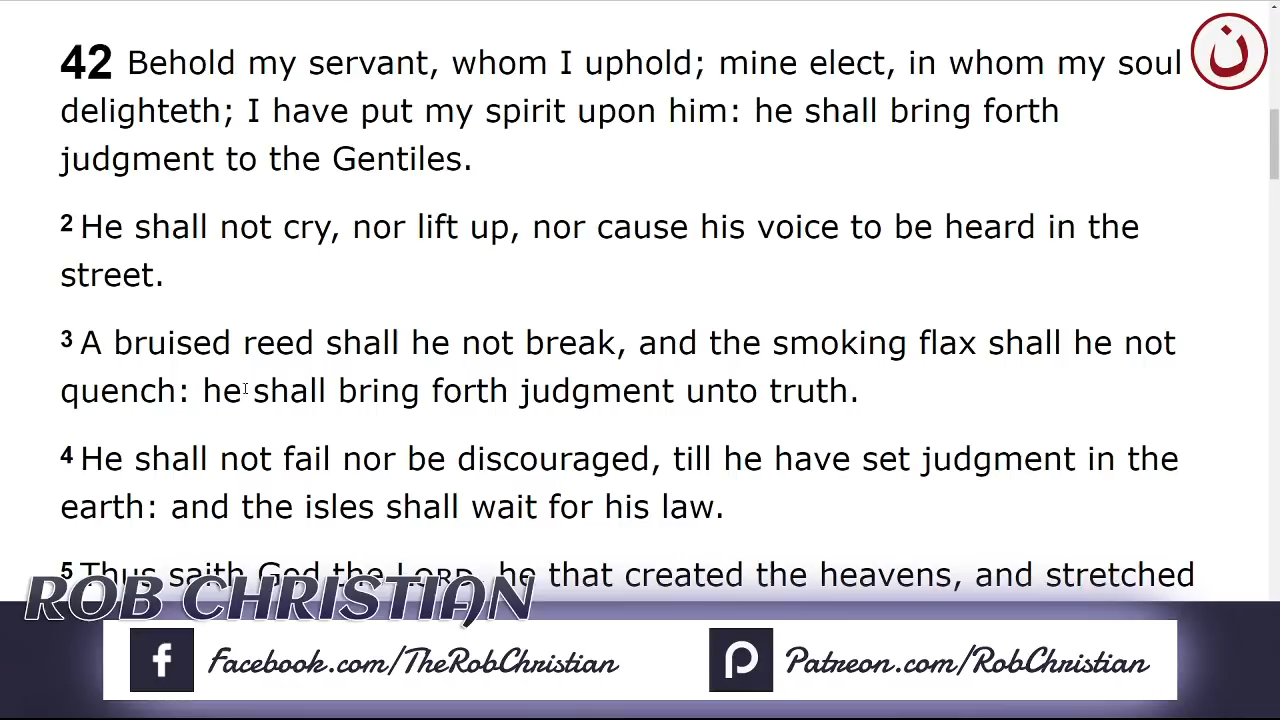 42 Behold my servant, whom I uphold; mine elect, in whom my soul
delighteth; I have put my spirit upon him: he shall bring forth
judgment to the Gentiles.
2 He shall not cry, nor lift up, nor cause his voice to be heard in the
street.
3 A bruised reed shall he not break, and the smoking flax shall he not
quench: he shall bring forth judgment unto truth.
4 He shall not fail nor be discouraged, till he have set judgment in the
earth: and the isles shall wait for his law.
5 Thus saith God the LORD, he that created the heavens, and stretched
ROB CHRISTIAN
Facebook.com/TheRobChristian
Patreon.com/RobChristian
ن